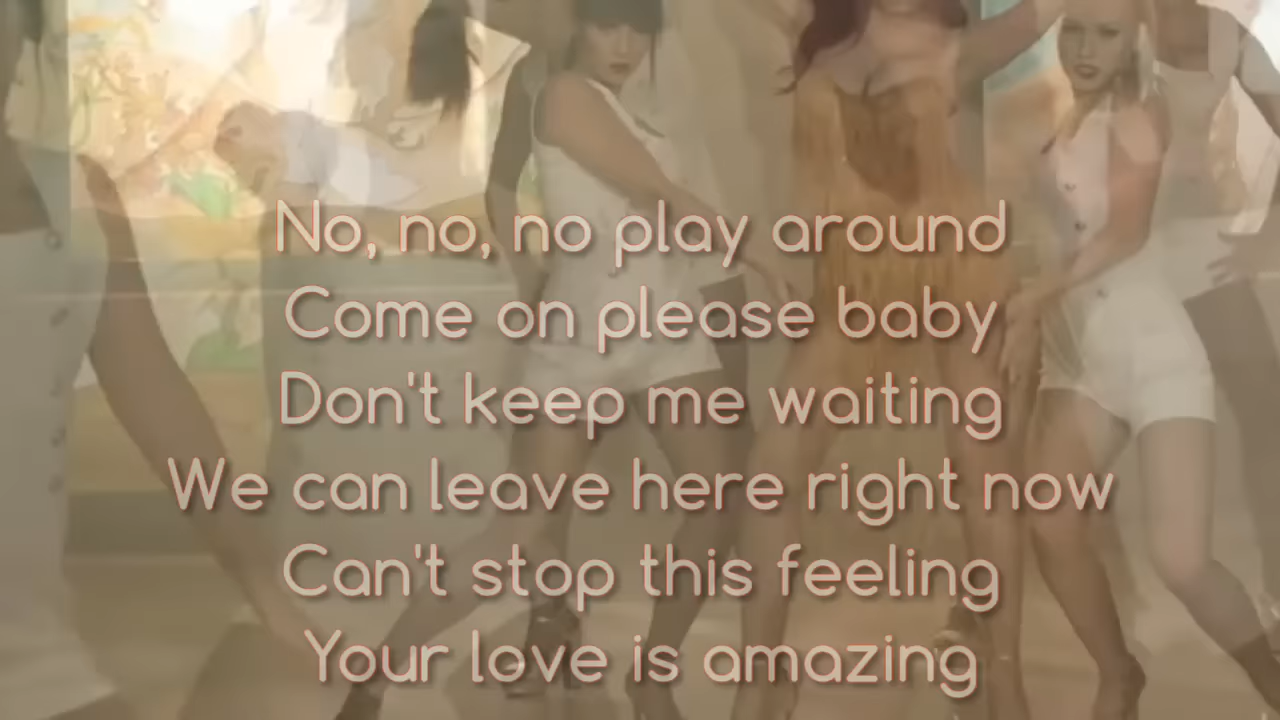 No, no, no play around
Come on please baby
Don't keep me waiting
We can leave here right now
Can't stop this feeling
Your love is amazing